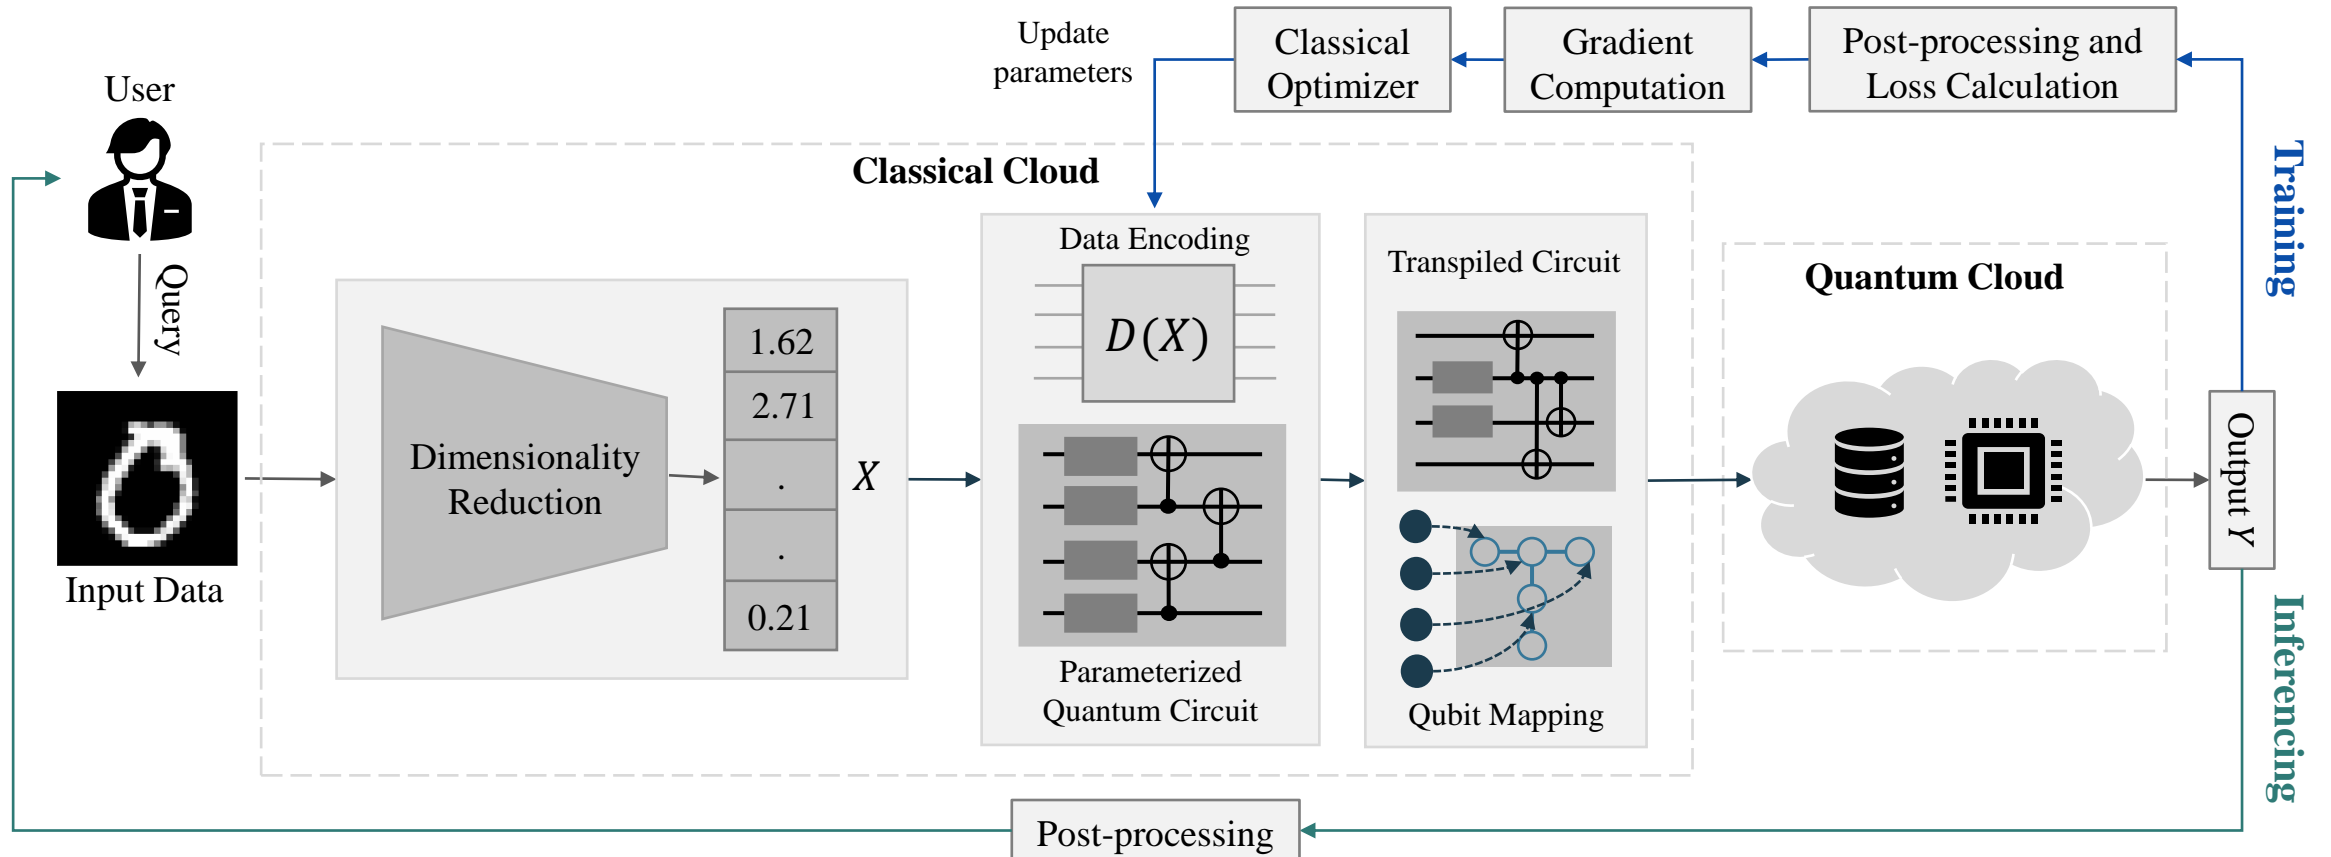 User
Query
Input Data
Update
parameters
Classical
Optimizer
Gradient
Computation
Post-processing and
Loss Calculation
Training
Classical Cloud
Dimensionality
Reduction
1.62
2.71
.
.
0.21
X
Data Encoding
D(X)
Parameterized
Quantum Circuit
Transpiled Circuit
Qubit Mapping
Quantum Cloud
Output Y
Inferencing
Post-processing